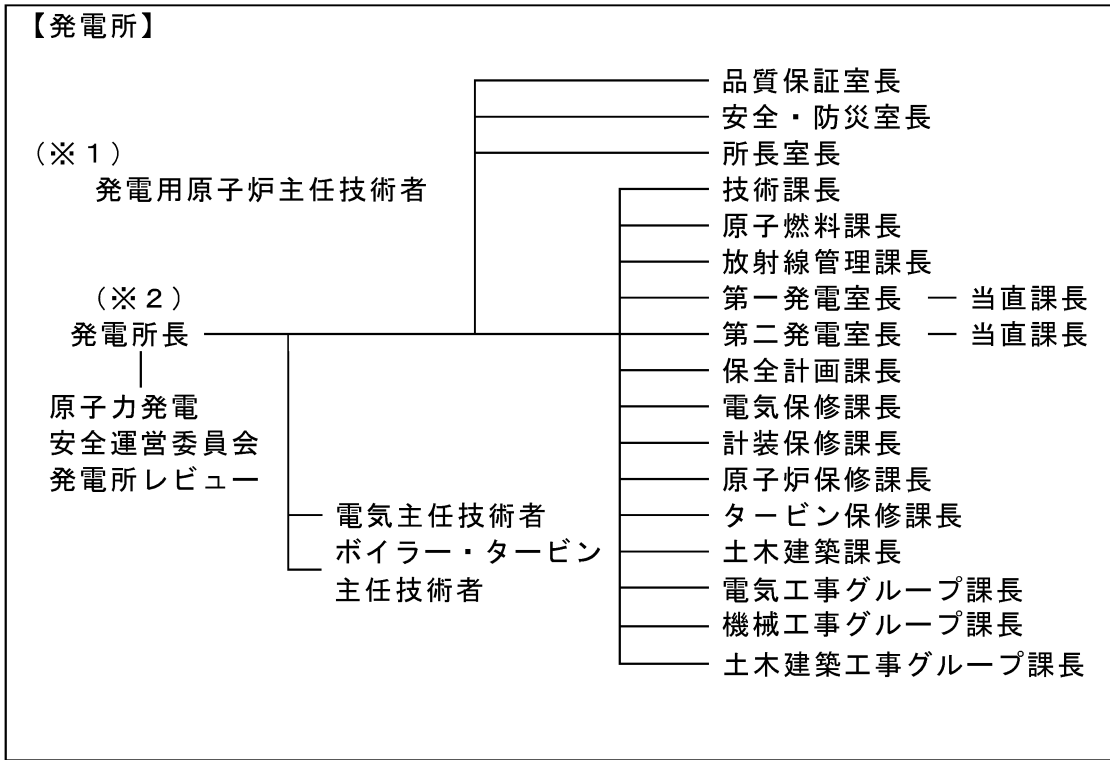 【発電所】
品質保証室長
安全・防災室長
(※１)
所長室長
発電用原子炉主任技術者
技術課長
原子燃料課長
放射線管理課長
(※２)
第一発電室長 ― 当直課長
発電所長
第二発電室長 ― 当直課長
保全計画課長
原子力発電
電気保修課長
安全運営委員会
計装保修課長
発電所レビュー
原子炉保修課長
電気主任技術者
タービン保修課長
ボイラー・タービン
主任技術者
土木建築課長
電気工事グループ課長
機械工事グループ課長
土木建築工事グループ課長